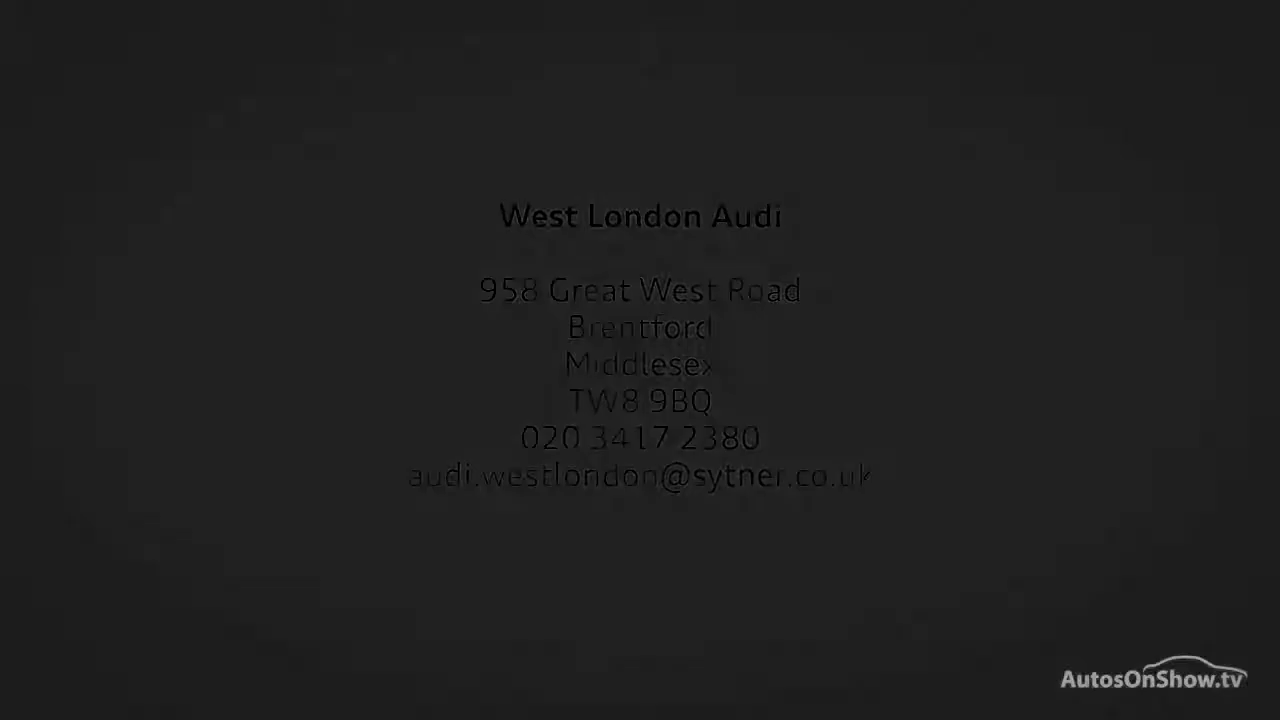 West London Audi
958 Great West Road
Brentford
Middlesex
TW8 9BQ
020 3417 2380
audi.westlondon@sytner.co.uk
AutosOnShow.tv